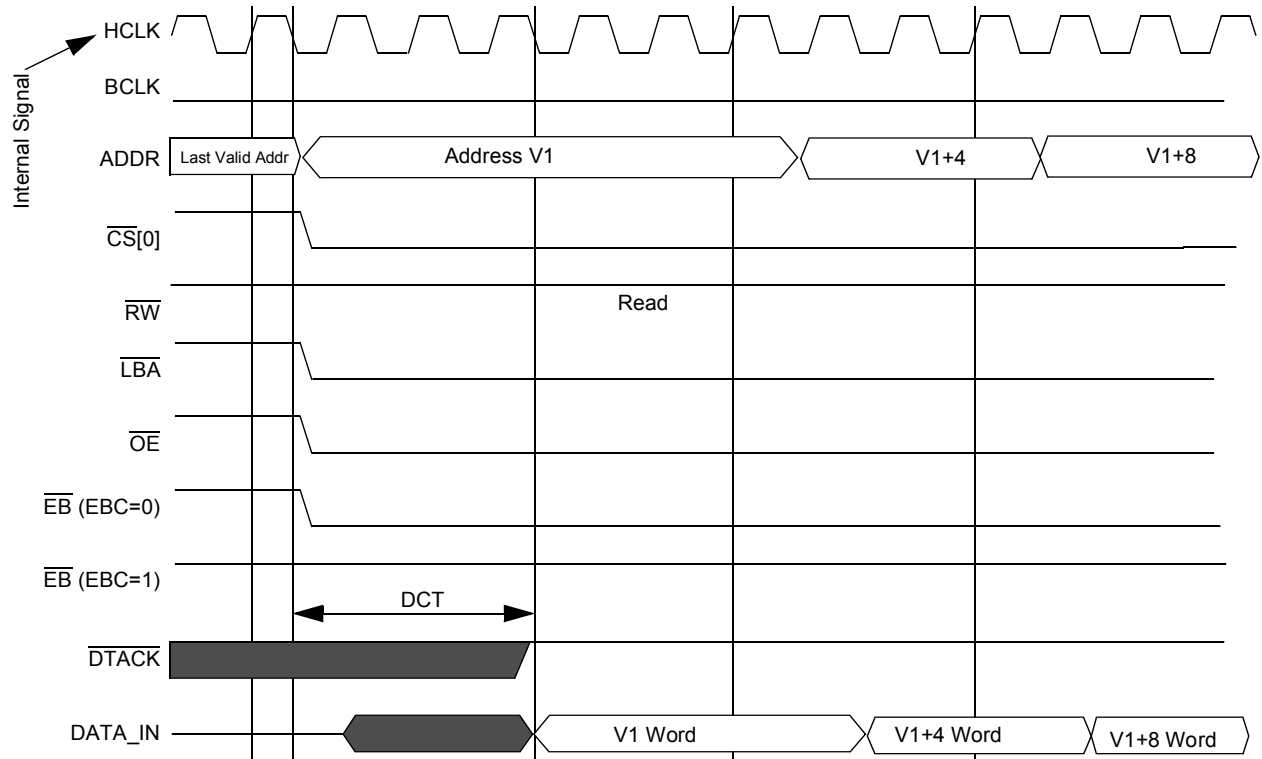 HCLK
Internal Signal
BCLK
ADDR Last Valid Addr Address V1 V1+4 V1+8
CS[0]
RW Read
LBA
OE
EB (EBC=0)
EB (EBC=1)
DCT
DTACK
DATA_IN V1 Word V1+4 Word V1+8 Word